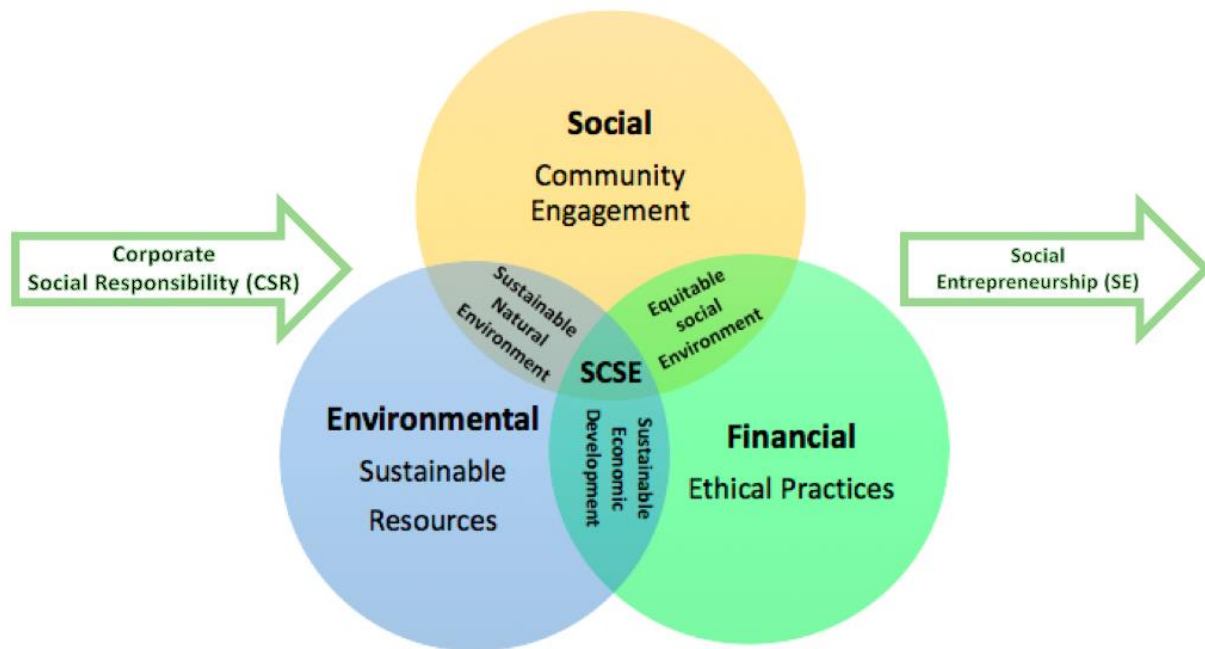 Social
Community
Engagement
Corporate
Social Responsibility (CSR)
Social
Entrepreneurship (SE)
Sustainable
Natural
Environment
Equitable
social
Environment
SCSE
Environmental
Sustainable
Resources
Sustainable
Economic
Development
Financial
Ethical Practices